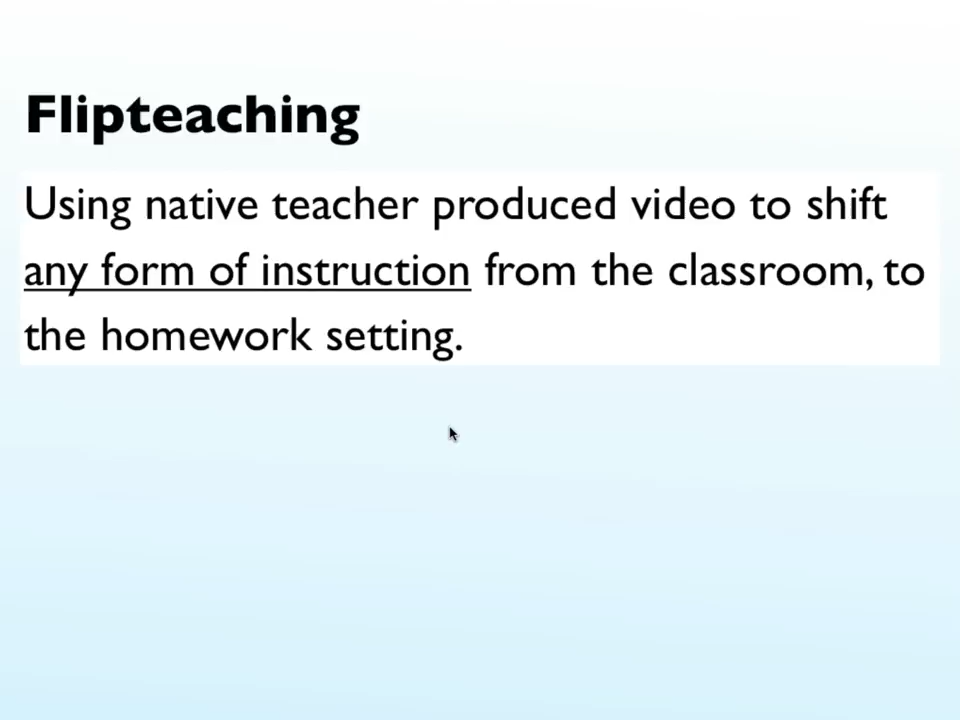 Flipteaching
Using native teacher produced video to shift
any form of instruction from the classroom, to
the homework setting.